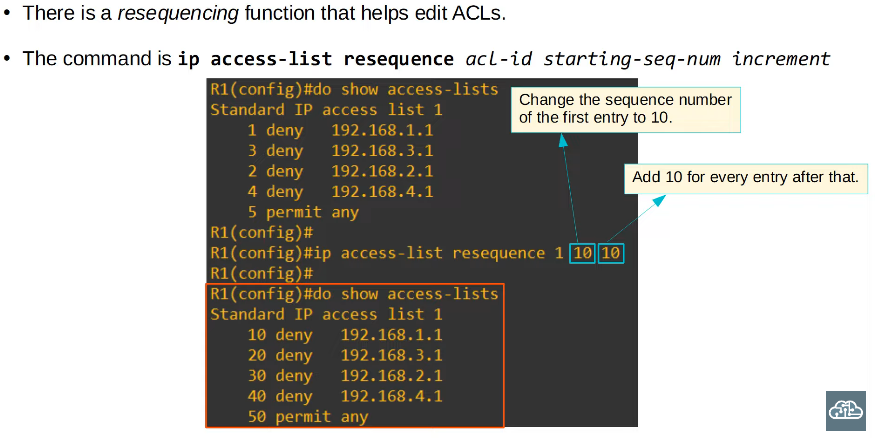 • There is a resequencing function that helps edit ACLs.
• The command is ip access-list resequence acl-id starting-seq-num increment
R1(config)#do show access-lists
Standard IP access list 1
1 deny 192.168.1.1
3 deny 192.168.3.1
2 deny 192.168.2.1
4 deny 192.168.4.1
5 permit any
R1(config)#
R1(config)#ip access-list resequence 1 10 10
R1(config)#
R1(config)#do show access-lists
Standard IP access list 1
10 deny 192.168.1.1
20 deny 192.168.3.1
30 deny 192.168.2.1
40 deny 192.168.4.1
50 permit any
Change the sequence number
of the first entry to 10.
Add 10 for every entry after that.